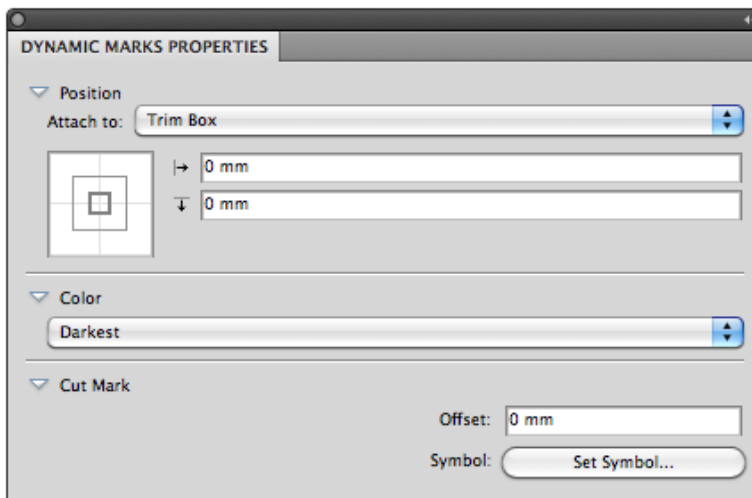 DYNAMIC MARKS PROPERTIES
Position
Attach to: Trim Box
0 mm
0 mm
Color
Darkest
Cut Mark
Offset: 0 mm
Symbol: Set Symbol...